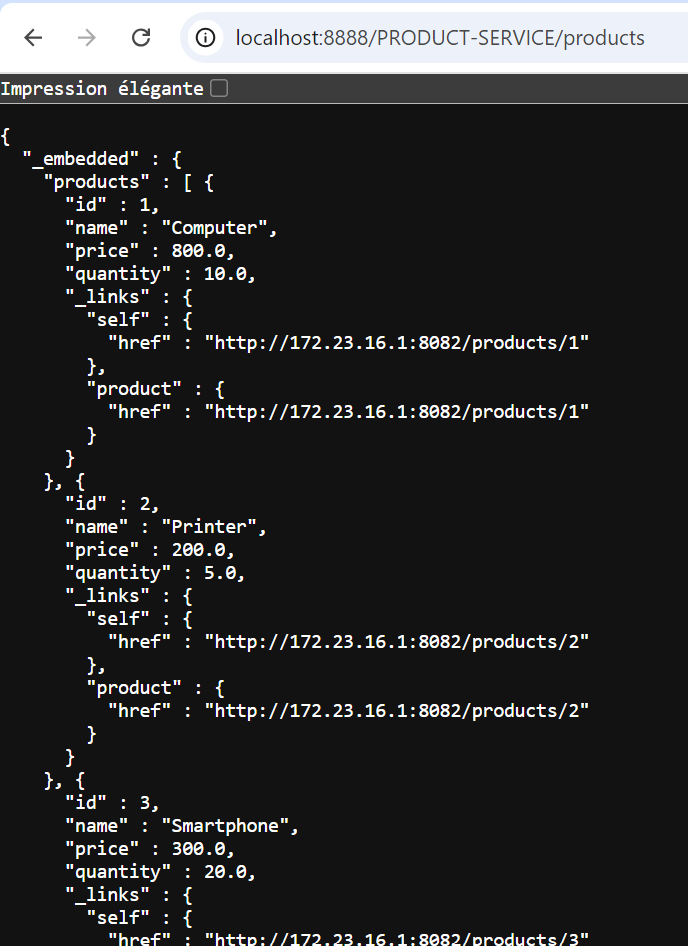 localhost:8888/PRODUCT-SERVICE/products
Impression élégante
{
  "_embedded" : {
    "products" : [ {
      "id" : 1,
      "name" : "Computer",
      "price" : 800.0,
      "quantity" : 10.0,
      "_links" : {
        "self" : {
          "href" : "http://172.23.16.1:8082/products/1"
        },
        "product" : {
          "href" : "http://172.23.16.1:8082/products/1"
        }
      }
    }, {
      "id" : 2,
      "name" : "Printer",
      "price" : 200.0,
      "quantity" : 5.0,
      "_links" : {
        "self" : {
          "href" : "http://172.23.16.1:8082/products/2"
        },
        "product" : {
          "href" : "http://172.23.16.1:8082/products/2"
        }
      }
    }, {
      "id" : 3,
      "name" : "Smartphone",
      "price" : 300.0,
      "quantity" : 20.0,
      "_links" : {
        "self" : {
          "href" : "http://172.23.16.1:8082/products/3"